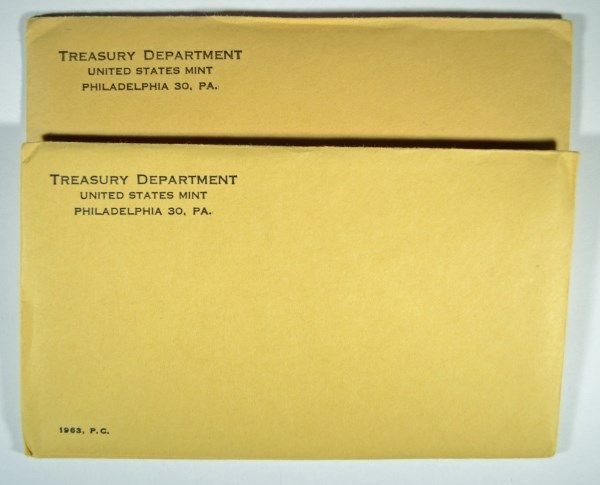 TREASURY DEPARTMENT
UNITED STATES MINT
PHILADELPHIA 30, PA.
TREASURY DEPARTMENT
UNITED STATES MINT
PHILADELPHIA 30, PA.
1963, P.C.